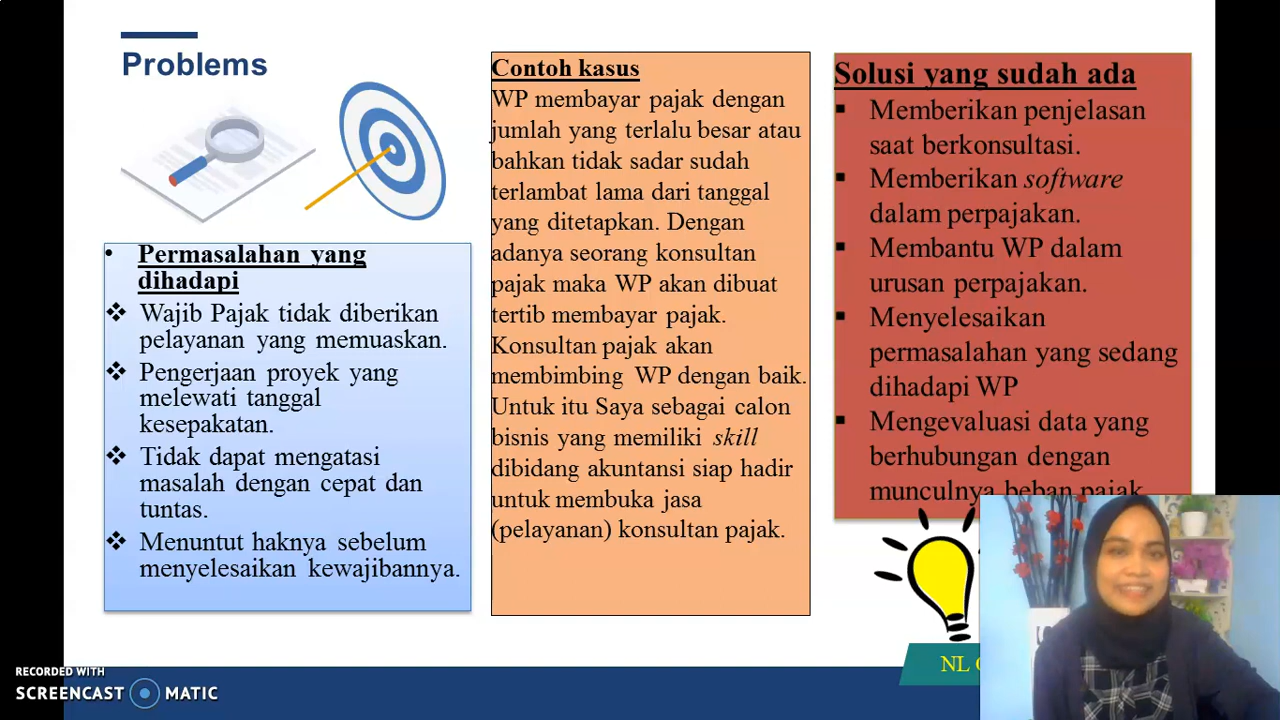 Problems
Permasalahan yang
dihadapi
Wajib Pajak tidak diberikan
pelayanan yang memuaskan.
Pengerjaan proyek yang
melewati tanggal
kesepakatan.
Tidak dapat mengatasi
masalah dengan cepat dan
tuntas.
Menuntut haknya sebelum
menyelesaikan kewajibannya.
Contoh kasus
WP membayar pajak dengan
jumlah yang terlalu besar atau
bahkan tidak sadar sudah
terlambat lama dari tanggal
yang ditetapkan. Dengan
adanya seorang konsultan
pajak maka WP akan dibuat
tertib membayar pajak.
Konsultan pajak akan
membimbing WP dengan baik.
Untuk itu Saya sebagai calon
bisnis yang memiliki skill
dibidang akuntansi siap hadir
untuk membuka jasa
(pelayanan) konsultan pajak.
Solusi yang sudah ada
Memberikan penjelasan
saat berkonsultasi.
Memberikan software
dalam perpajakan.
Membantu WP dalam
urusan perpajakan.
Menyelesaikan
permasalahan yang sedang
dihadapi WP
Mengevaluasi data yang
berhubungan dengan
munculnya beban pajak
NL
RECORDED WITH
SCREENCAST MATIC